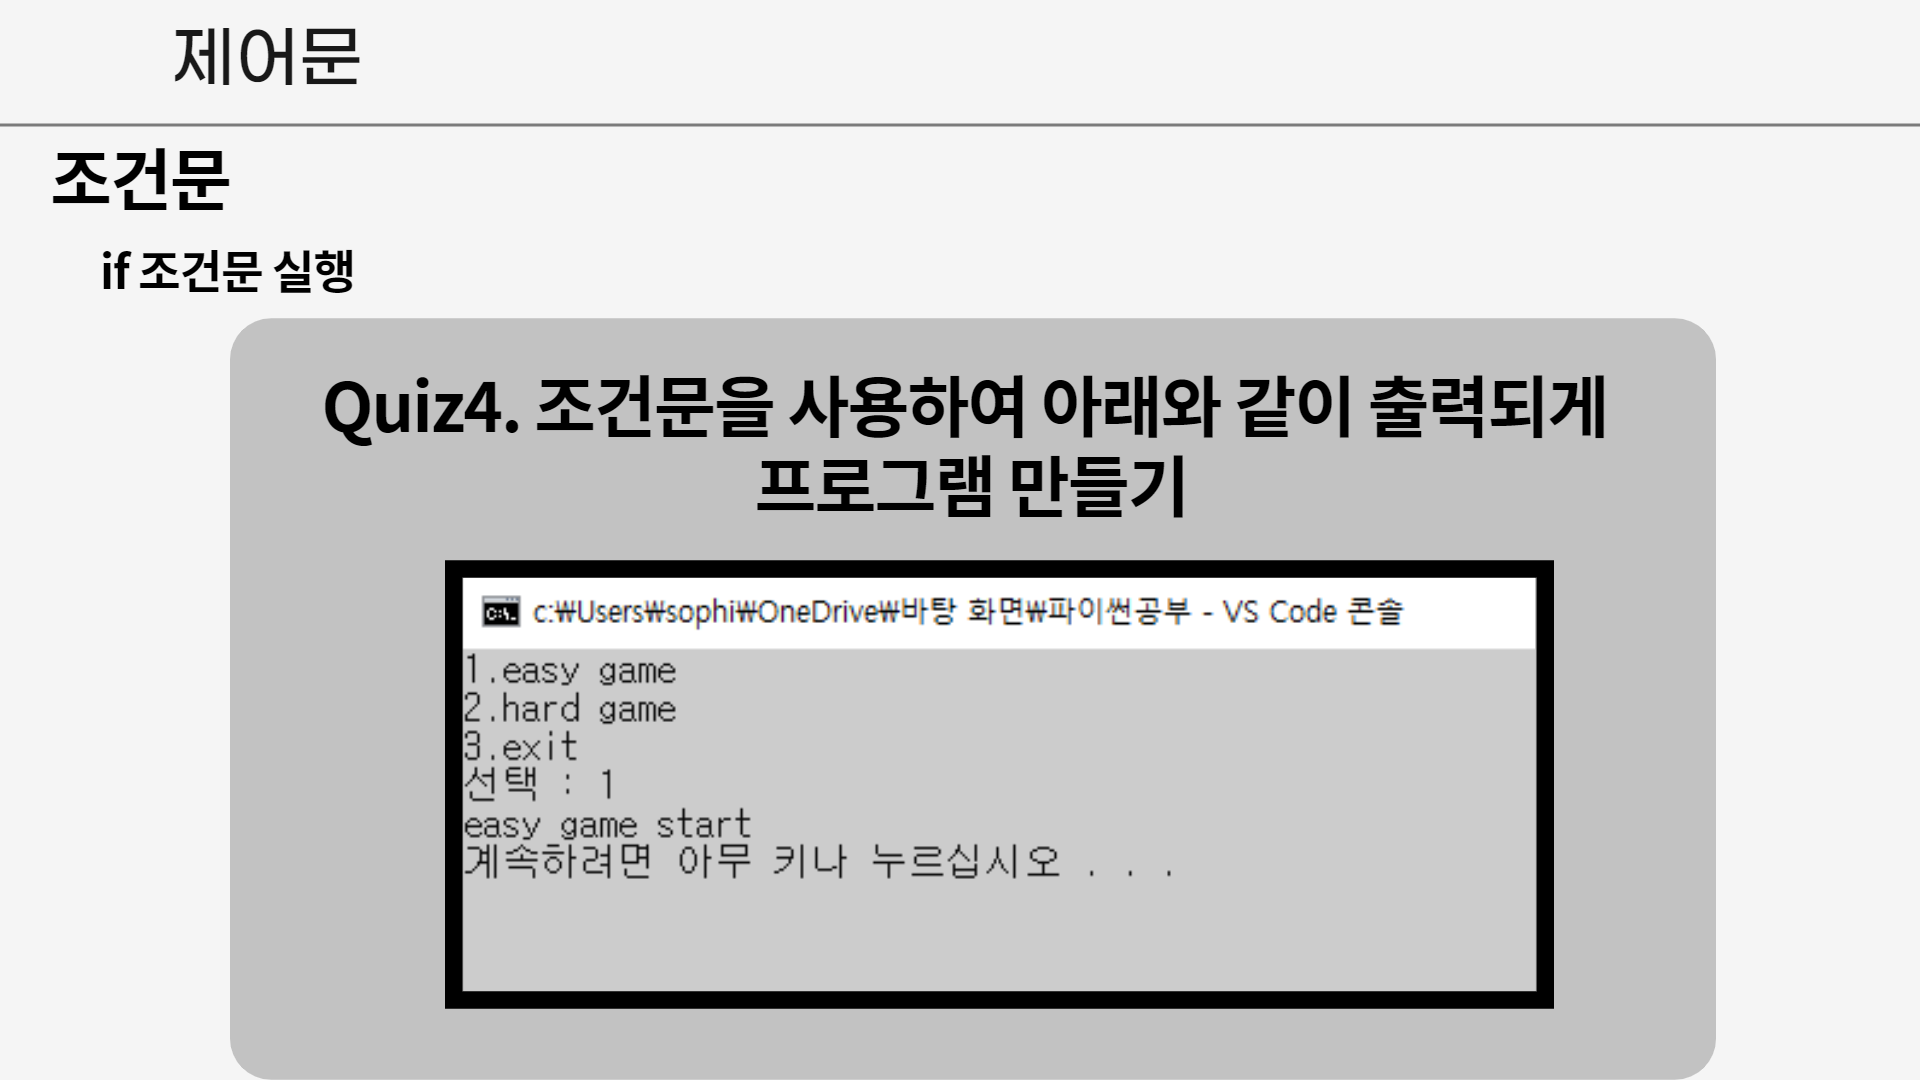 제어문
조건문
if 조건문 실행
Quiz4. 조건문을 사용하여 아래와 같이 출력되게
프로그램 만들기
c:₩Users₩sophi₩OneDrive₩바탕 화면₩파이썬공부 - VS Code 콘솔
1.easy game
2.hard game
3.exit
선택 : 1
easy game start
계속하려면 아무 키나 누르십시오 . . .